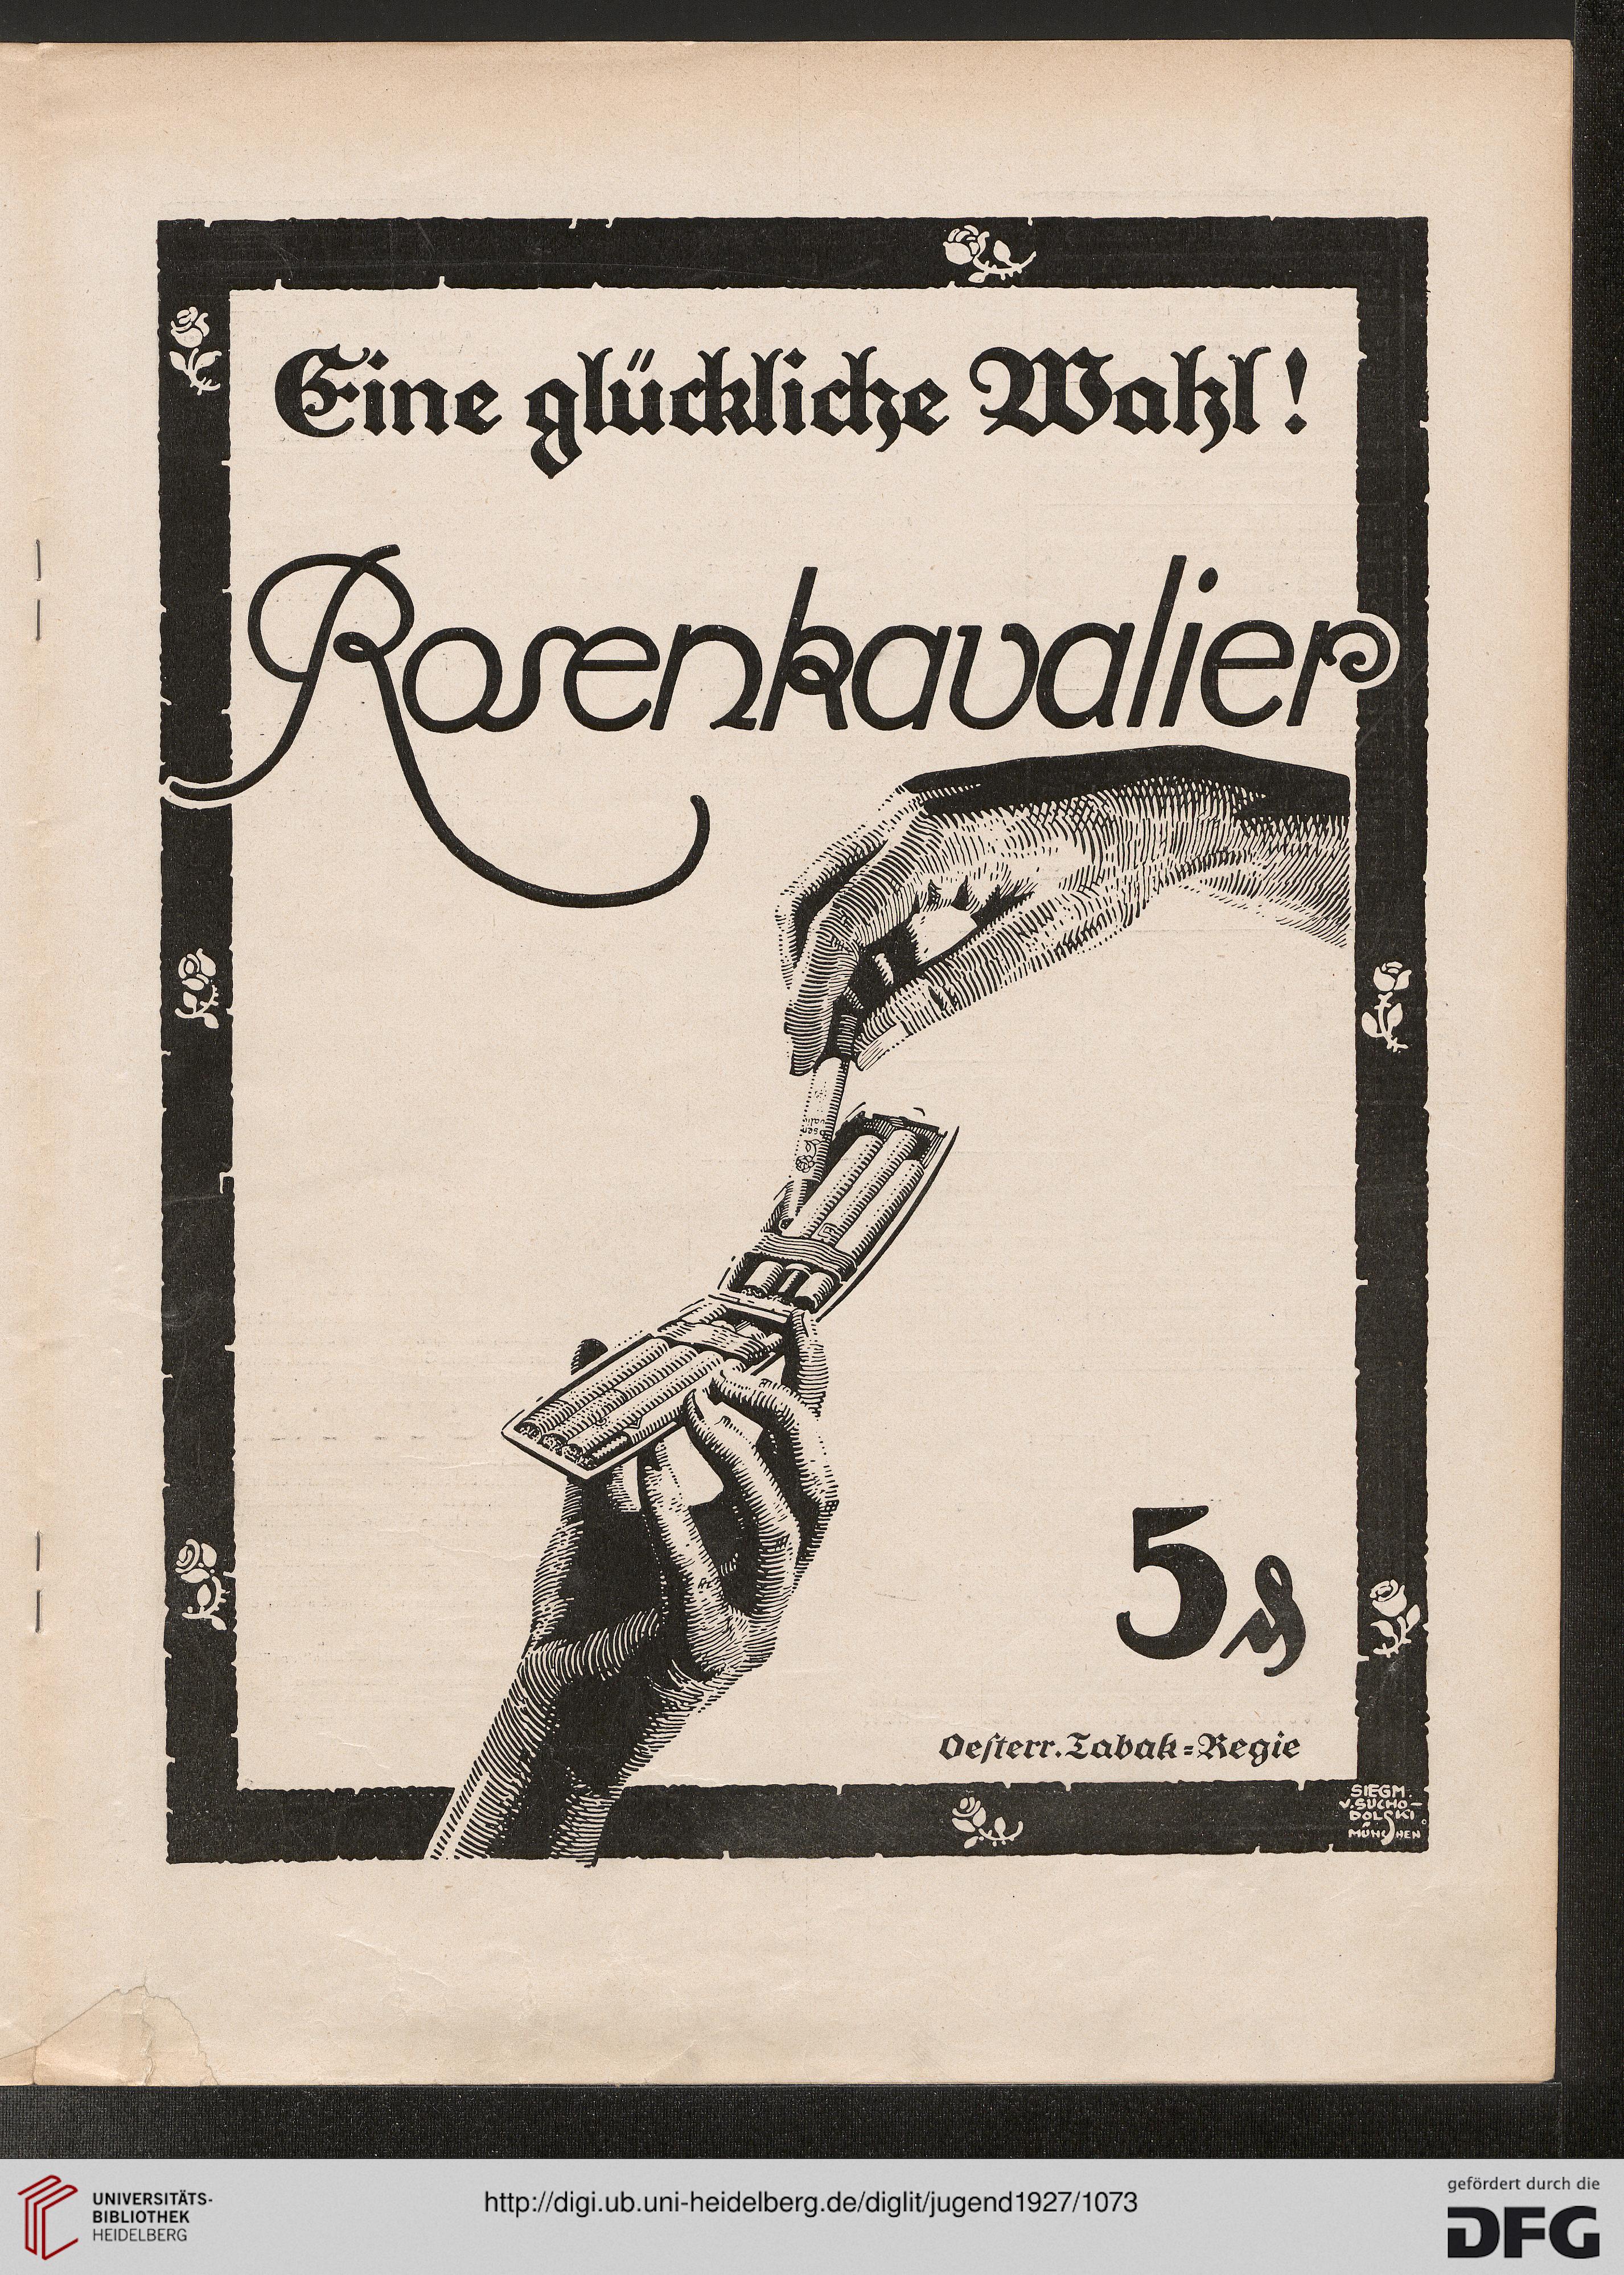 Eine glückliche Wahl!
Rosenkavalier
5 ₰
Oeſterr. Tabak=Regie
SIEGM.
v. SUCHO-
DOLSKI
MÜNCHEN
UNIVERSITÄTS-
BIBLIOTHEK
HEIDELBERG
http://digi.ub.uni-heidelberg.de/diglit/jugend1927/1073
gefördert durch die
DFG